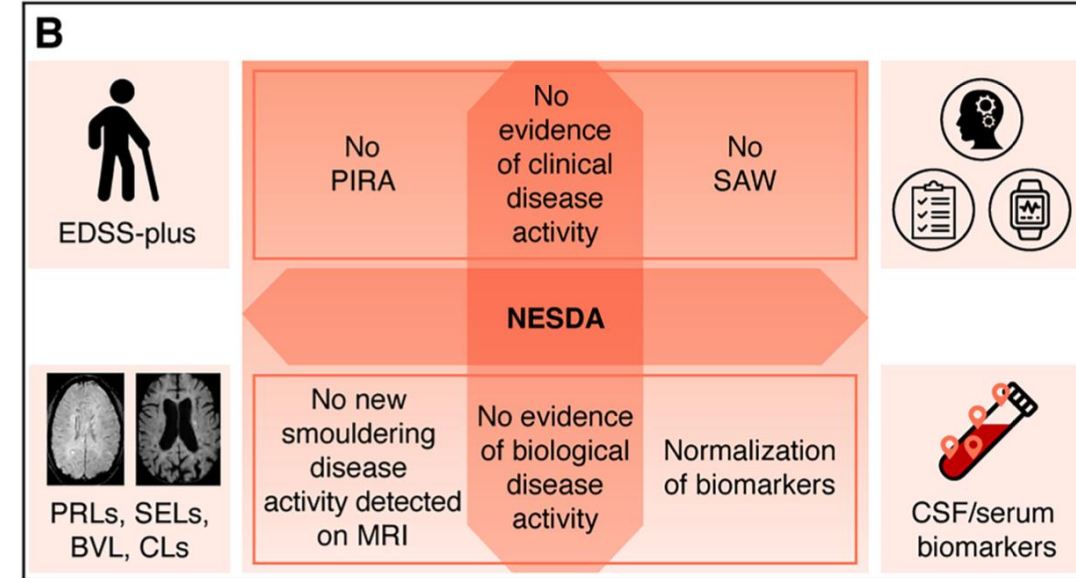 B
EDSS-plus
No
PIRA
No
evidence
of clinical
disease
activity
No
SAW
NESDA
PRLs, SELs,
BVL, CLs
No new
smouldering
disease
activity detected
on MRI
No evidence
of biological
disease
activity
Normalization
of biomarkers
CSF/serum
biomarkers